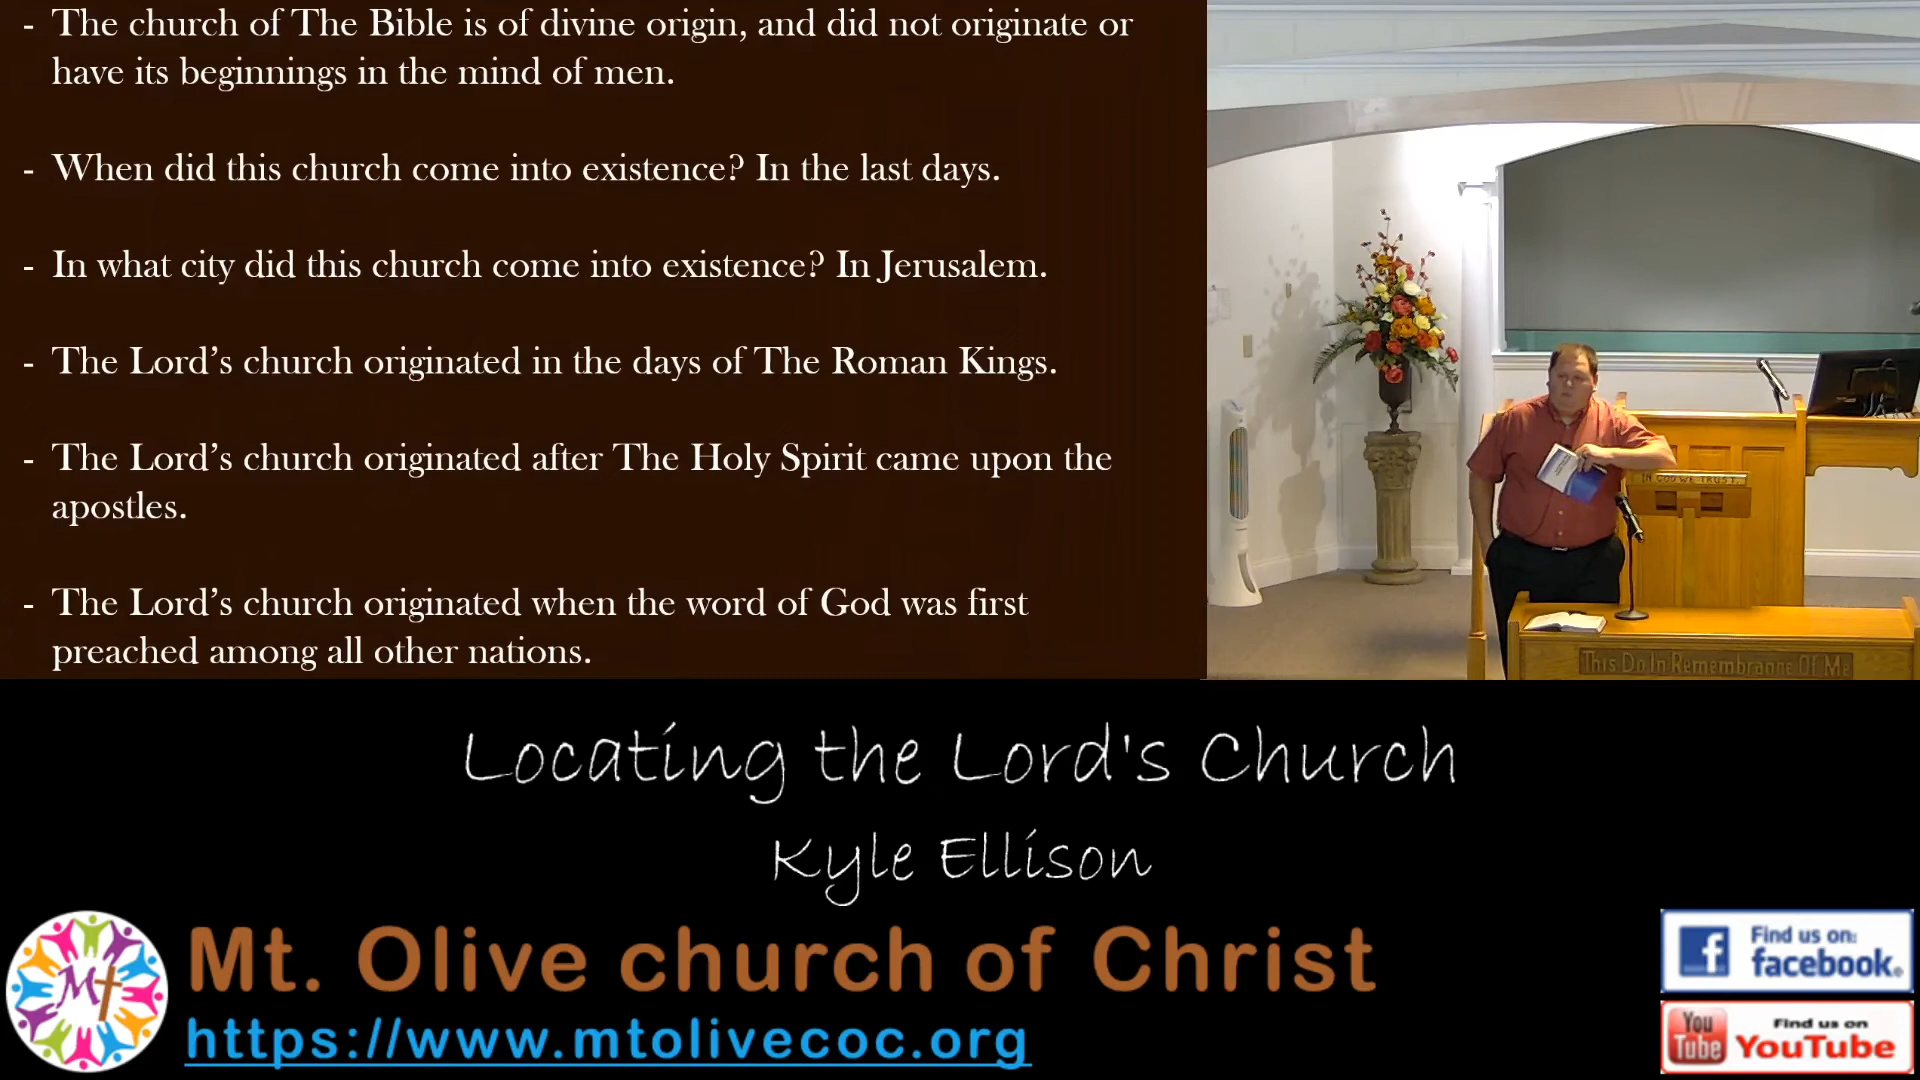 - The church of The Bible is of divine origin, and did not originate or
have its beginnings in the mind of men.
- When did this church come into existence? In the last days.
- In what city did this church come into existence? In Jerusalem.
- The Lord’s church originated in the days of The Roman Kings.
- The Lord’s church originated after The Holy Spirit came upon the
apostles.
- The Lord’s church originated when the word of God was first
preached among all other nations.
IN GOD WE TRUST
This Do In Remembrance Of Me
Locating the Lord's Church
Kyle Ellison
Mt. Olive church of Christ
https://www.mtolivecoc.org
Mt
Find us on:
facebook.
You
Tube
Find us on
YouTube